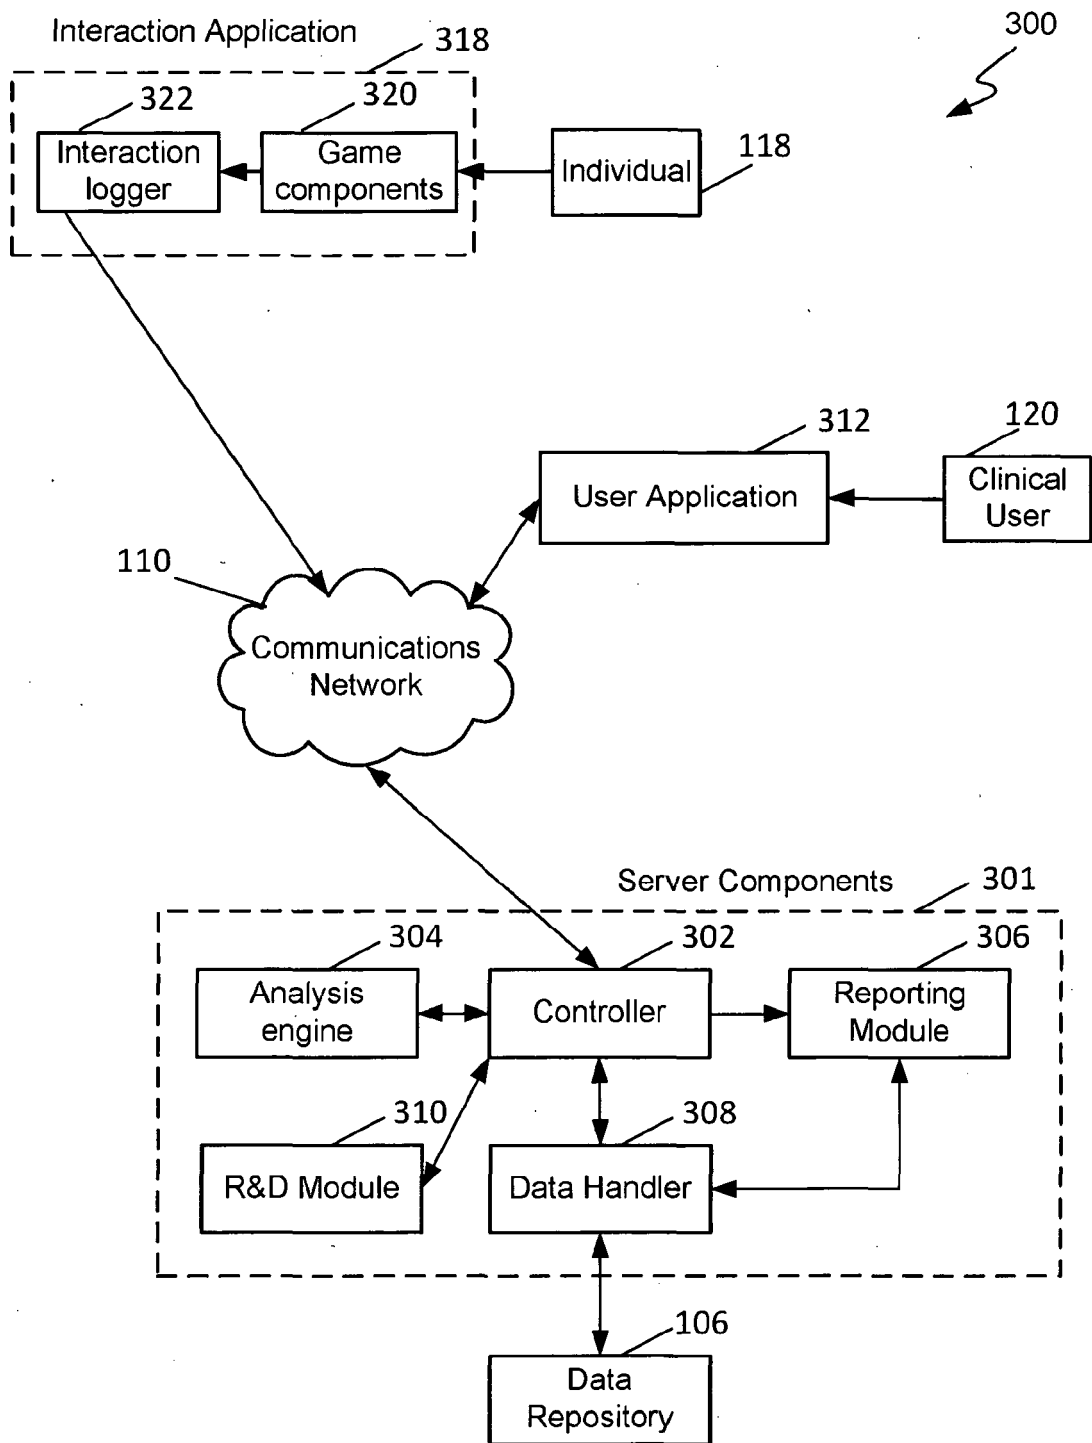 Interaction Application
318
300
322
320
Interaction
logger
Game
components
Individual
118
312
120
User Application
Clinical
User
110
Communications
Network
Server Components
301
304
302
306
Analysis
engine
Controller
Reporting
Module
310
308
R&D Module
Data Handler
106
Data
Repository